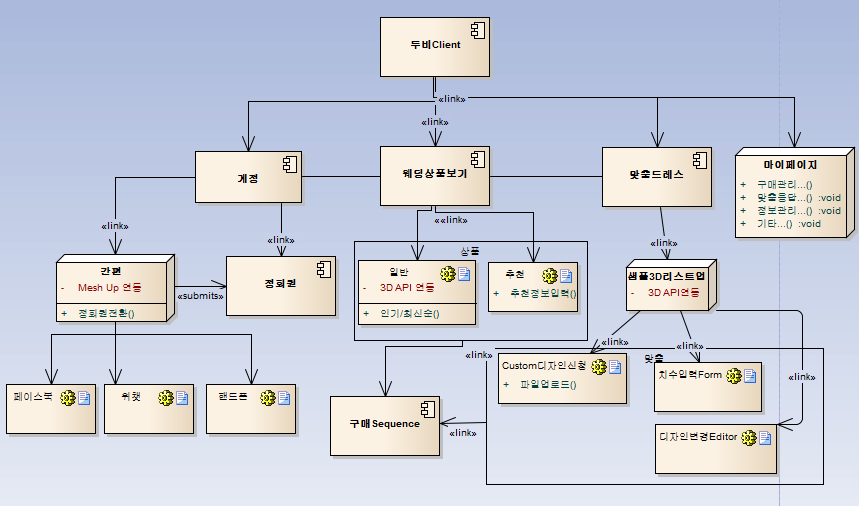 두비Client
«link»
«link»
계정
웨딩상품보기
맞춤드레스
마이페이지
+ 구매관리...()
+ 맞춤응답...() :void
+ 정보관리...() :void
+ 기타...() :void
«link»
«link»
««link»
«link»
상품
간편
- Mesh Up 연동
+ 정회원전환()
«submits»
정회원
일반
- 3D API 연동
+ 인기/최신순()
추천
+ 추천정보입력()
샘플3D리스트업
- 3D API연동
«link»
«link»
«link»
맞춤
«link»
페이스북
위챗
핸드폰
구매Sequence
«link»
Custom디자인신청
+ 파일업로드()
치수입력Form
디자인변경Editor